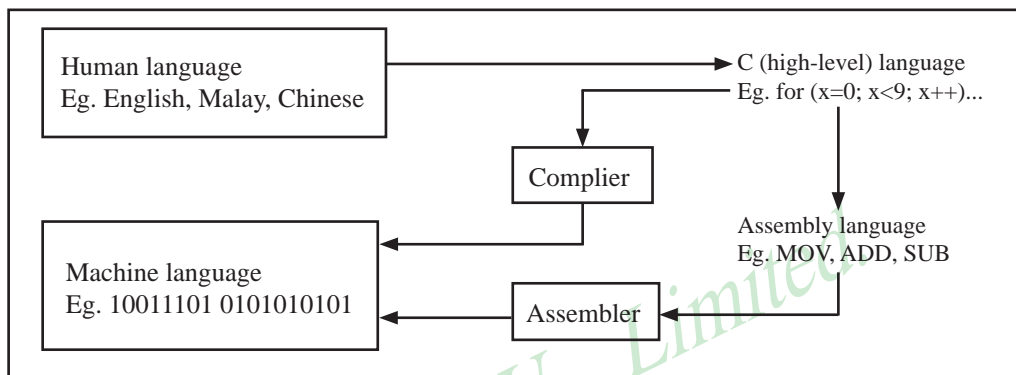 Human language
Eg. English, Malay, Chinese
C (high-level) language
Eg. for (x=0; x<9; x++)...
Complier
Assembly language
Eg. MOV, ADD, SUB
Machine language
Eg. 10011101 0101010101
Assembler
Limited.